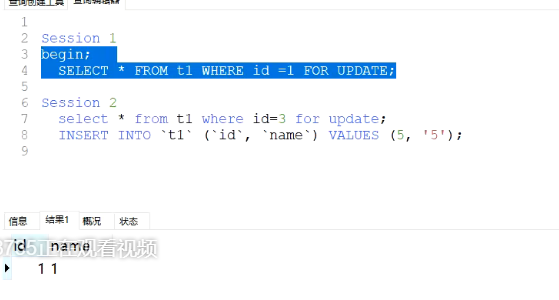 查询创建工具 查询编辑器
1
2 Session 1
3 begin;
4 SELECT * FROM t1 WHERE id =1 FOR UPDATE;
5
6 Session 2
7 select * from t1 where id=3 for update;
8 INSERT INTO `t1` (`id`, `name`) VALUES (5, '5');
9
信息 结果1 概况 状态
id name
正在观看视频
1 1